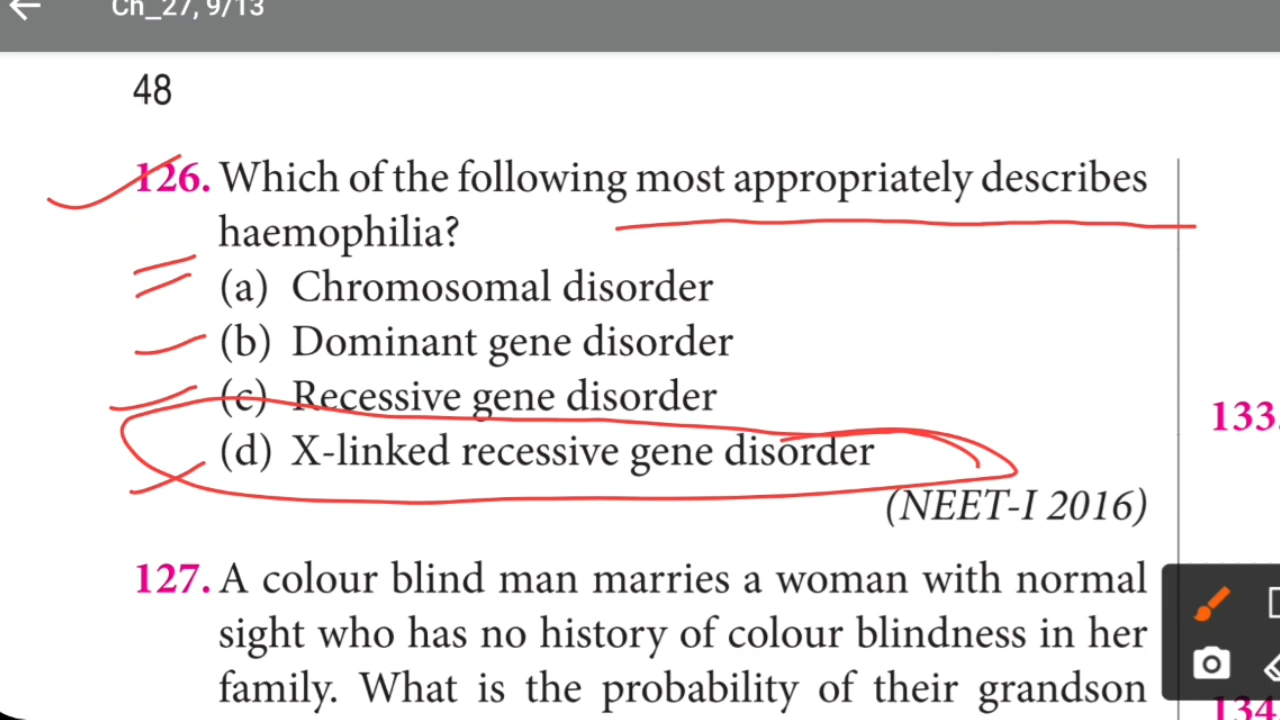 Ch_27, 9/13
48
126. Which of the following most appropriately describes
haemophilia?
(a) Chromosomal disorder
(b) Dominant gene disorder
(c) Recessive gene disorder
(d) X-linked recessive gene disorder
(NEET-I 2016)
127. A colour blind man marries a woman with normal
sight who has no history of colour blindness in her
family. What is the probability of their grandson
133.
134